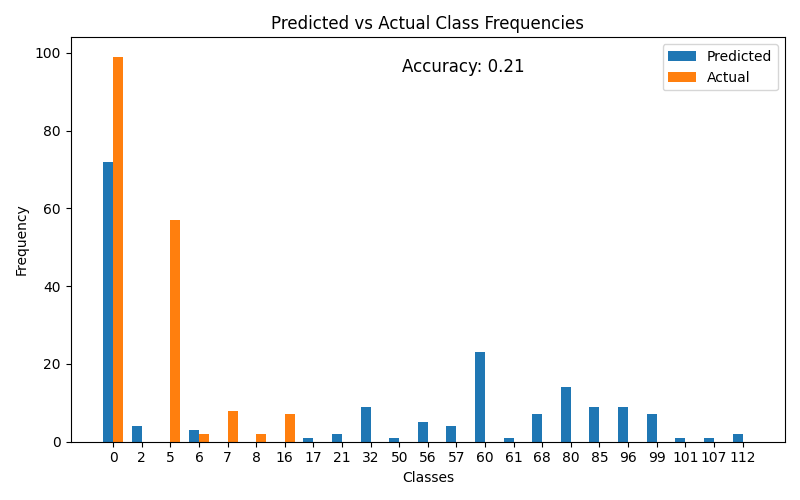 Predicted vs Actual Class Frequencies
Accuracy: 0.21
Predicted
Actual
Frequency
100
80
60
40
20
0
0 2 5 6 7 8 16 17 21 32 50 56 57 60 61 68 80 85 96 99 101 107 112
Classes